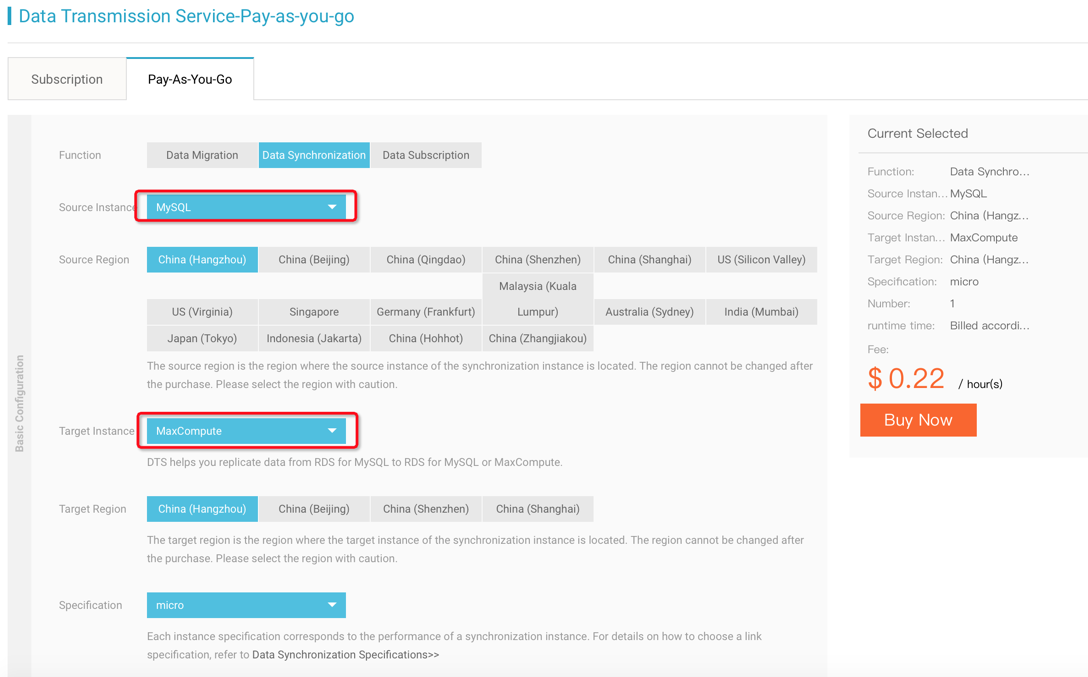 Data Transmission Service-Pay-as-you-go
Subscription
Pay-As-You-Go
Basic Configuration
Function
Data Migration
Data Synchronization
Data Subscription
Source Instance
MySQL
Source Region
China (Hangzhou)
China (Beijing)
China (Qingdao)
China (Shenzhen)
China (Shanghai)
US (Silicon Valley)
US (Virginia)
Singapore
Germany (Frankfurt)
Malaysia (Kuala
Lumpur)
Australia (Sydney)
India (Mumbai)
Japan (Tokyo)
Indonesia (Jakarta)
China (Hohhot)
China (Zhangjiakou)
The source region is the region where the source instance of the synchronization instance is located. The region cannot be changed after
the purchase. Please select the region with caution.
Target Instance
MaxCompute
DTS helps you replicate data from RDS for MySQL to RDS for MySQL or MaxCompute.
Target Region
China (Hangzhou)
China (Beijing)
China (Shenzhen)
China (Shanghai)
The target region is the region where the target instance of the synchronization instance is located. The region cannot be changed after
the purchase. Please select the region with caution.
Specification
micro
Each instance specification corresponds to the performance of a synchronization instance. For details on how to choose a link
specification, refer to Data Synchronization Specifications>>
Current Selected
Function: Data Synchro...
Source Instan... MySQL
Source Region: China (Hangz...
Target Instan... MaxCompute
Target Region: China (Hangz...
Specification: micro
Number: 1
runtime time: Billed accordi...
Fee:
$ 0.22 / hour(s)
Buy Now